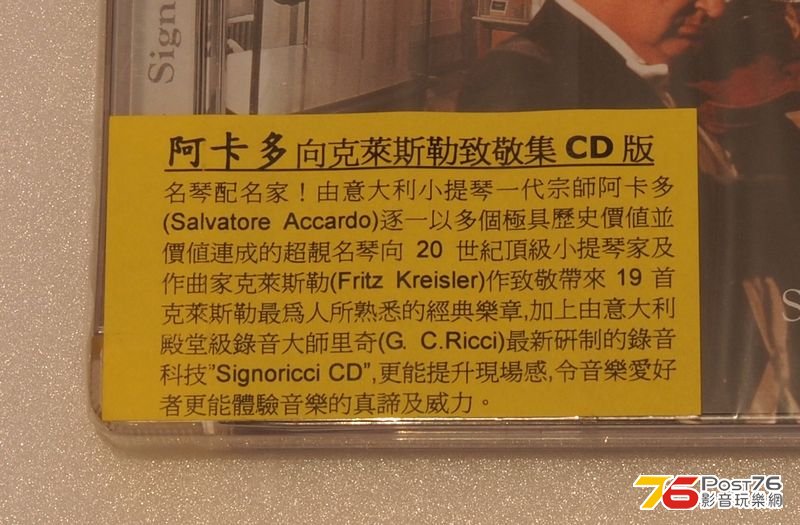 Sign
阿卡多向克萊斯勒致敬集 CD 版
名琴配名家！由意大利小提琴一代宗師阿卡多
(Salvatore Accardo)逐一以多個極具歷史價值並
價值連成的超靚名琴向 20 世紀頂級小提琴家及
作曲家克萊斯勒(Fritz Kreisler)作致敬帶來 19 首
克萊斯勒最爲人所熟悉的經典樂章,加上由意大利
殿堂級錄音大師里奇(G. C.Ricci)最新研制的錄音
科技"Signoricci CD",更能提升現場感,令音樂愛好
者更能體驗音樂的真諦及威力。
S
76 POST76
影音玩樂網